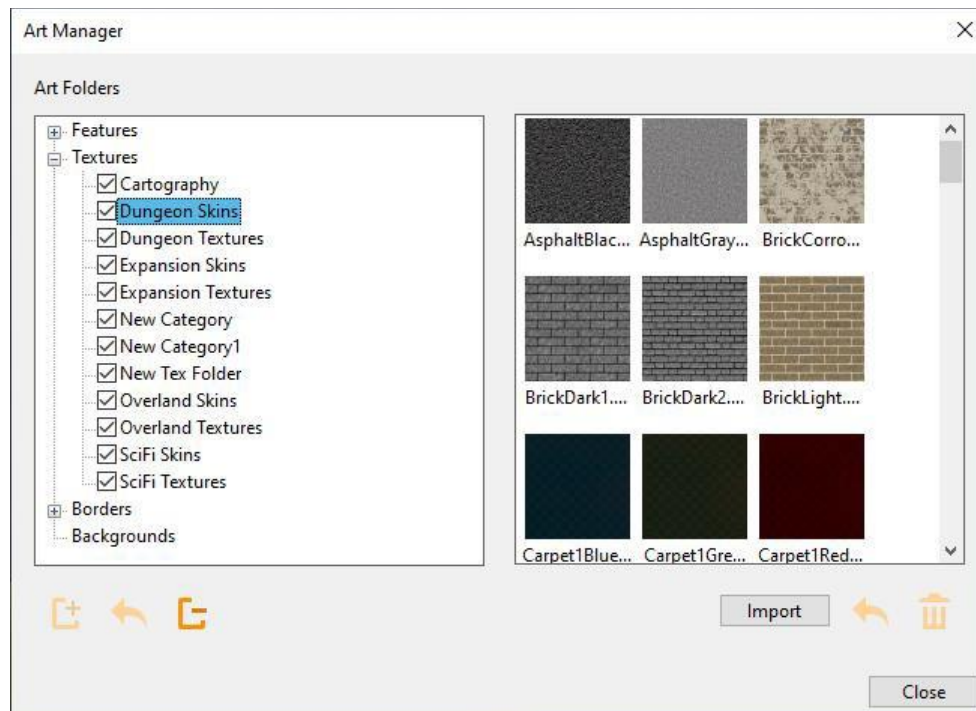 Art Manager
Art Folders
Features
Textures
Cartography
Dungeon Skins
Dungeon Textures
Expansion Skins
Expansion Textures
New Category
New Category1
New Tex Folder
Overland Skins
Overland Textures
SciFi Skins
SciFi Textures
Borders
Backgrounds
AsphaltBlac... AsphaltGray... BrickCorro...
BrickDark1.... BrickDark2.... BrickLight....
Carpet1Blue... Carpet1Gre... Carpet1Red...
Import
Close